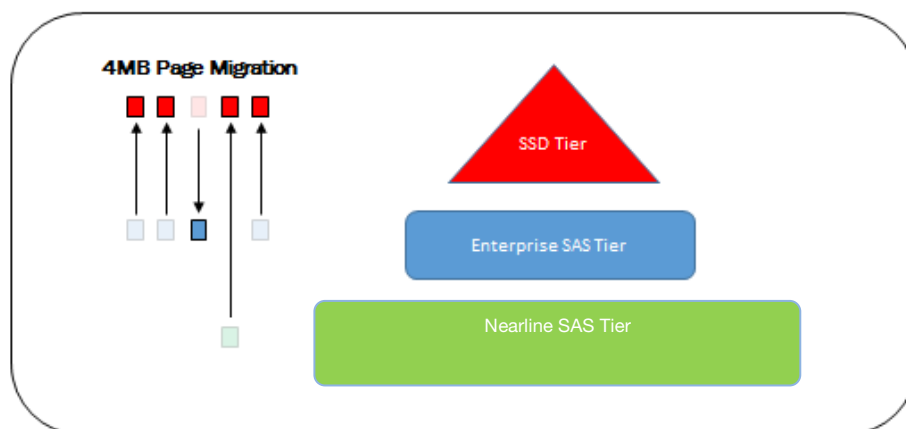 4MB Page Migration
SSD Tier
Enterprise SAS Tier
Nearline SAS Tier